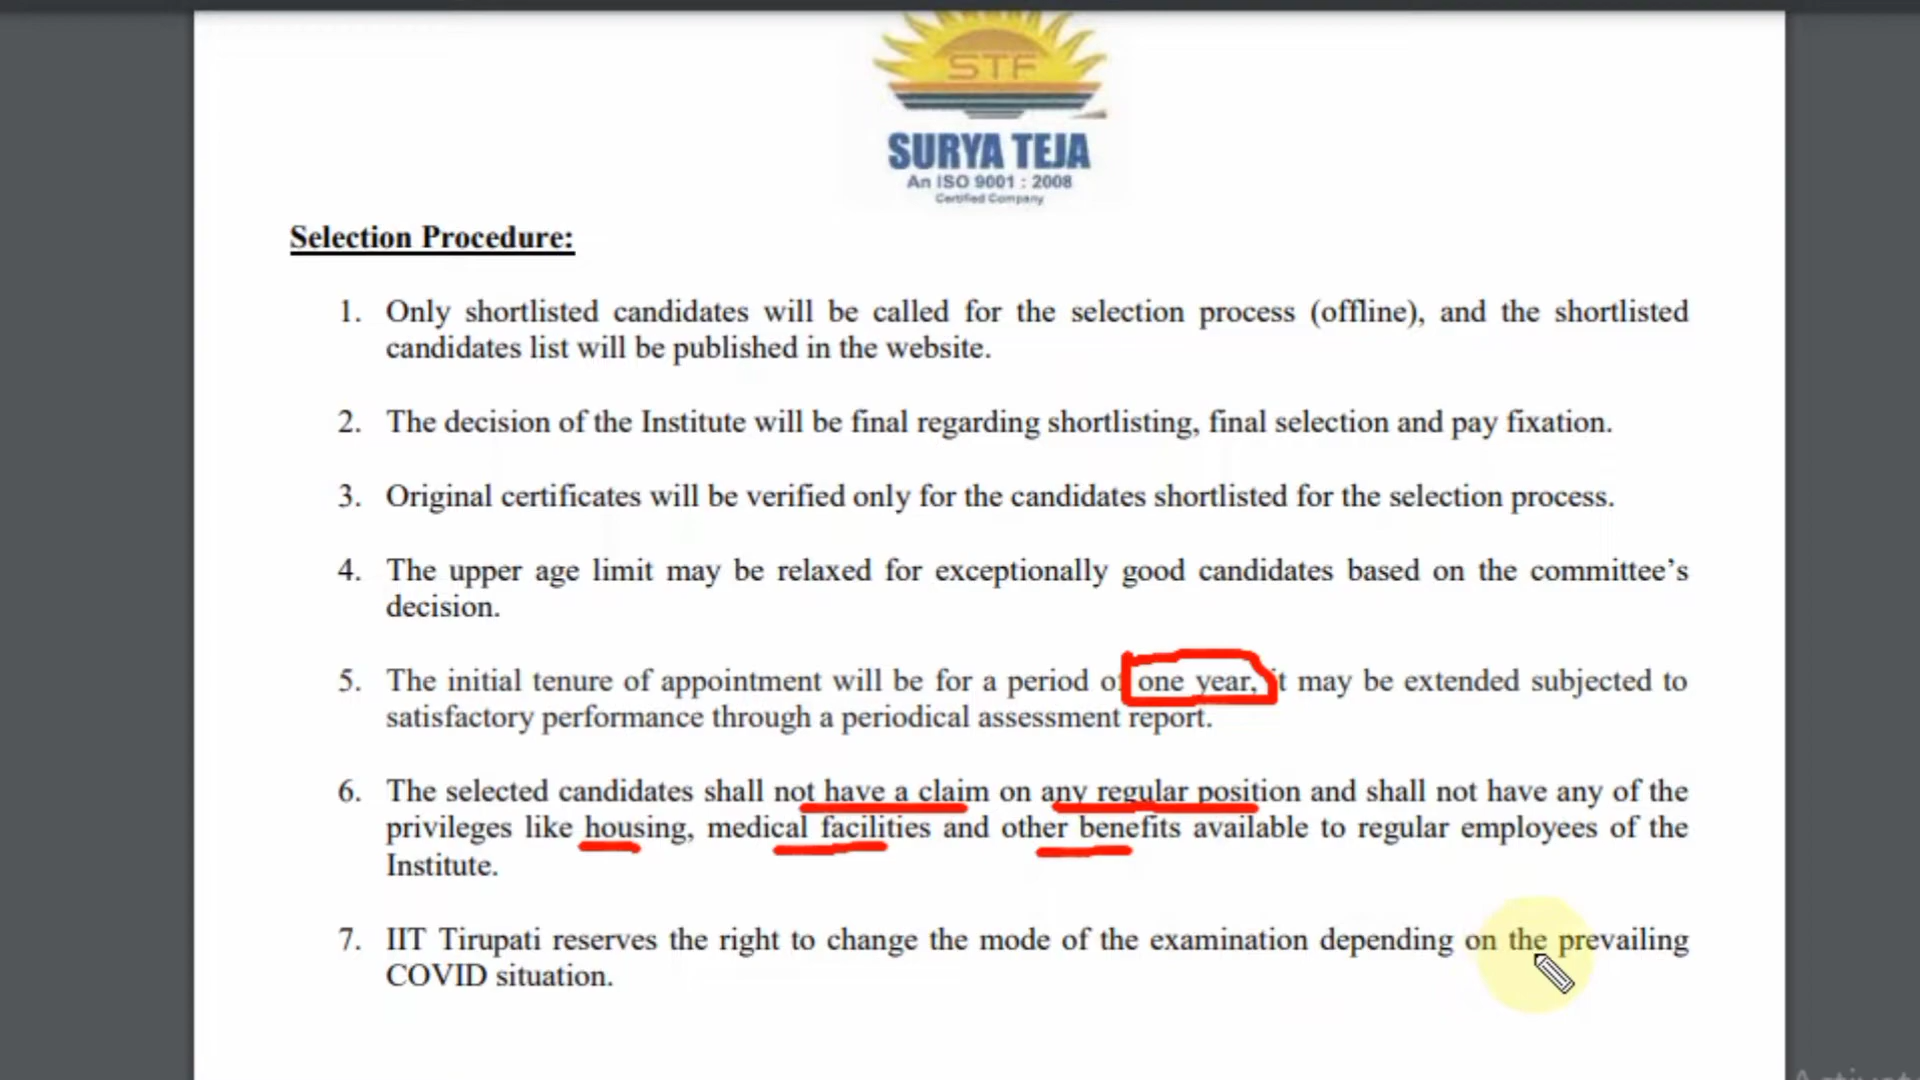 STF
SURYA TEJA
An ISO 9001 : 2008
Certified Company
Selection Procedure:
1. Only shortlisted candidates will be called for the selection process (offline), and the shortlisted
candidates list will be published in the website.
2. The decision of the Institute will be final regarding shortlisting, final selection and pay fixation.
3. Original certificates will be verified only for the candidates shortlisted for the selection process.
4. The upper age limit may be relaxed for exceptionally good candidates based on the committee's
decision.
5. The initial tenure of appointment will be for a period of one year, it may be extended subjected to
satisfactory performance through a periodical assessment report.
6. The selected candidates shall not have a claim on any regular position and shall not have any of the
privileges like housing, medical facilities and other benefits available to regular employees of the
Institute.
7. IIT Tirupati reserves the right to change the mode of the examination depending on the prevailing
COVID situation.